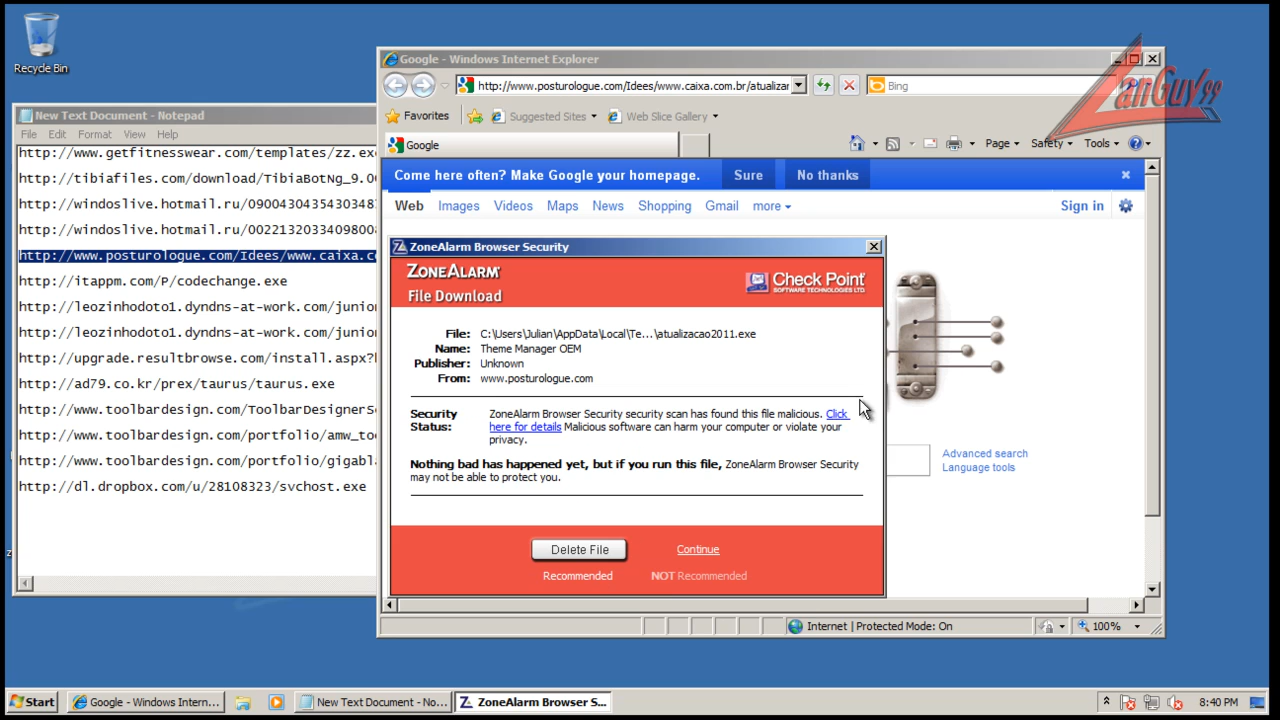 Recycle Bin
New Text Document - Notepad
File Edit Format View Help
http://www.getfitnesswear.com/templates/zz.exe
http://tibiafiles.com/download/TibiaBotNg_9.0
http://windoslive.hotmail.ru/0900430435430348
http://windoslive.hotmail.ru/0022132033409800
http://www.posturologue.com/Idees/www.caixa.c
http://itappm.com/P/codechange.exe
http://leozinhodoto1.dyndns-at-work.com/junio
http://leozinhodoto1.dyndns-at-work.com/junio
http://upgrade.resultbrowse.com/install.aspx?
http://ad79.co.kr/prex/taurus/taurus.exe
http://www.toolbardesign.com/ToolbarDesignerS
http://www.toolbardesign.com/portfolio/amw_to
http://www.toolbardesign.com/portfolio/gigabl
http://dl.dropbox.com/u/28108323/svchost.exe
Google - Windows Internet Explorer
LanGuy99
http://www.posturologue.com/Idees/www.caixa.com.br/atualizar
Bing
Favorites Suggested Sites Web Slice Gallery
Google
Page Safety Tools
Come here often? Make Google your homepage. Sure No thanks
Web Images Videos Maps News Shopping Gmail more Sign in
ZoneAlarm Browser Security
ZONEALARM
File Download
Check Point
SOFTWARE TECHNOLOGIES LTD.
File: C:\Users\Julian\AppData\Local\Te...\atualizacao2011.exe
Name: Theme Manager OEM
Publisher: Unknown
From: www.posturologue.com
Security Status: ZoneAlarm Browser Security security scan has found this file malicious. Click
here for details Malicious software can harm your computer or violate your
privacy.
Nothing bad has happened yet, but if you run this file, ZoneAlarm Browser Security
may not be able to protect you.
Delete File Continue
Recommended NOT Recommended
Advanced search
Language tools
Internet | Protected Mode: On 100%
Start Google - Windows Intern... New Text Document - No... ZoneAlarm Browser S... 8:40 PM